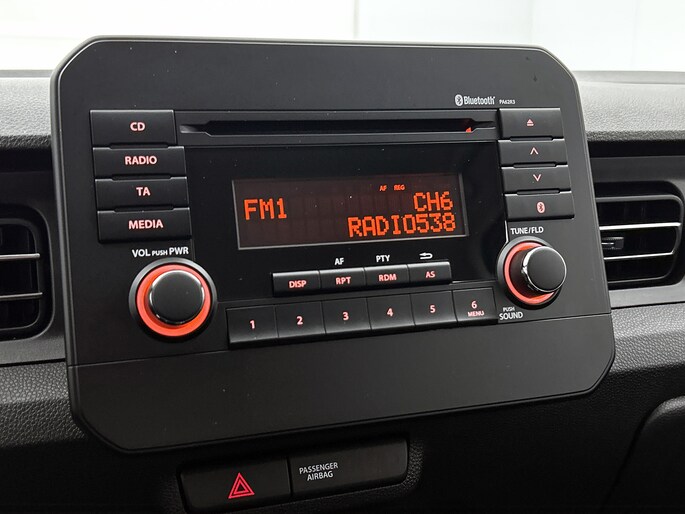 Bluetooth PA62R3
CD
RADIO
TA
MEDIA
AF REG
FM1 CH6
RADIO538
VOL PUSH PWR
TUNE/FLD
AF PTY
DISP RPT RDM AS
1 2 3 4 5 6
MENU
PUSH
SOUND
PASSENGER
AIRBAG